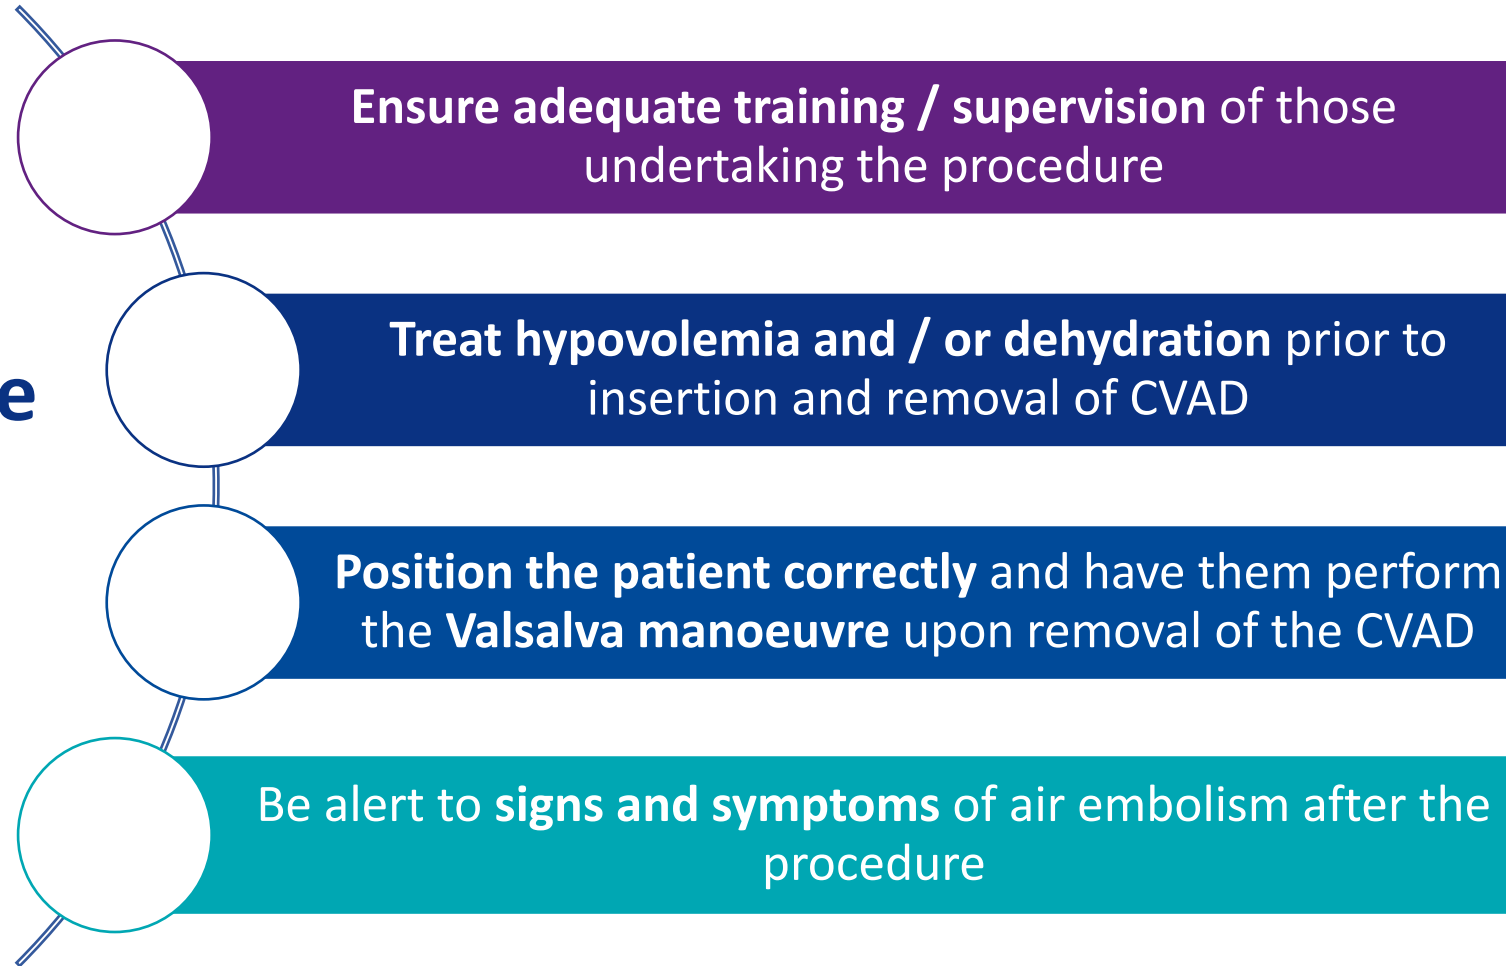 Ensure adequate training / supervision of those
undertaking the procedure
Treat hypovolemia and / or dehydration prior to
insertion and removal of CVAD
Position the patient correctly and have them perform
the Valsalva manoeuvre upon removal of the CVAD
Be alert to signs and symptoms of air embolism after the
procedure